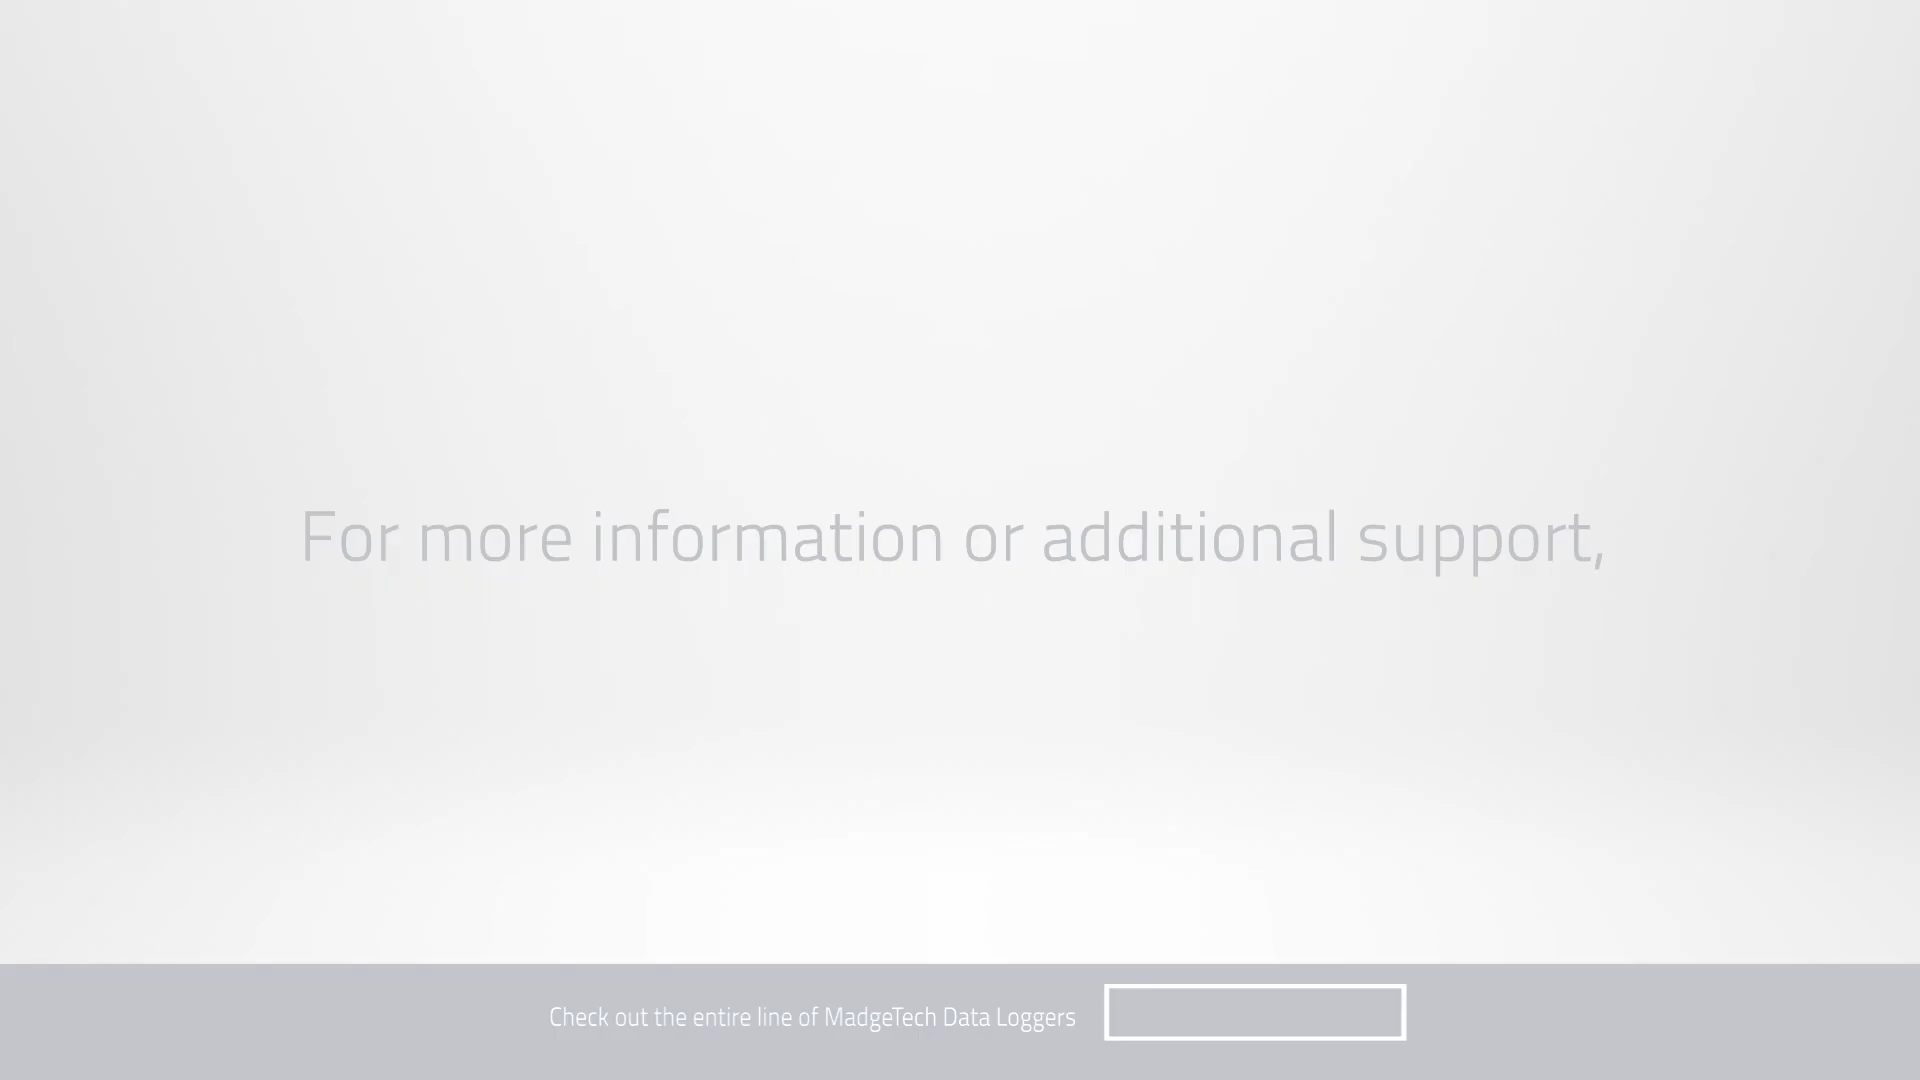 For more information or additional support,
Check out the entire line of MadgeTech Data Loggers